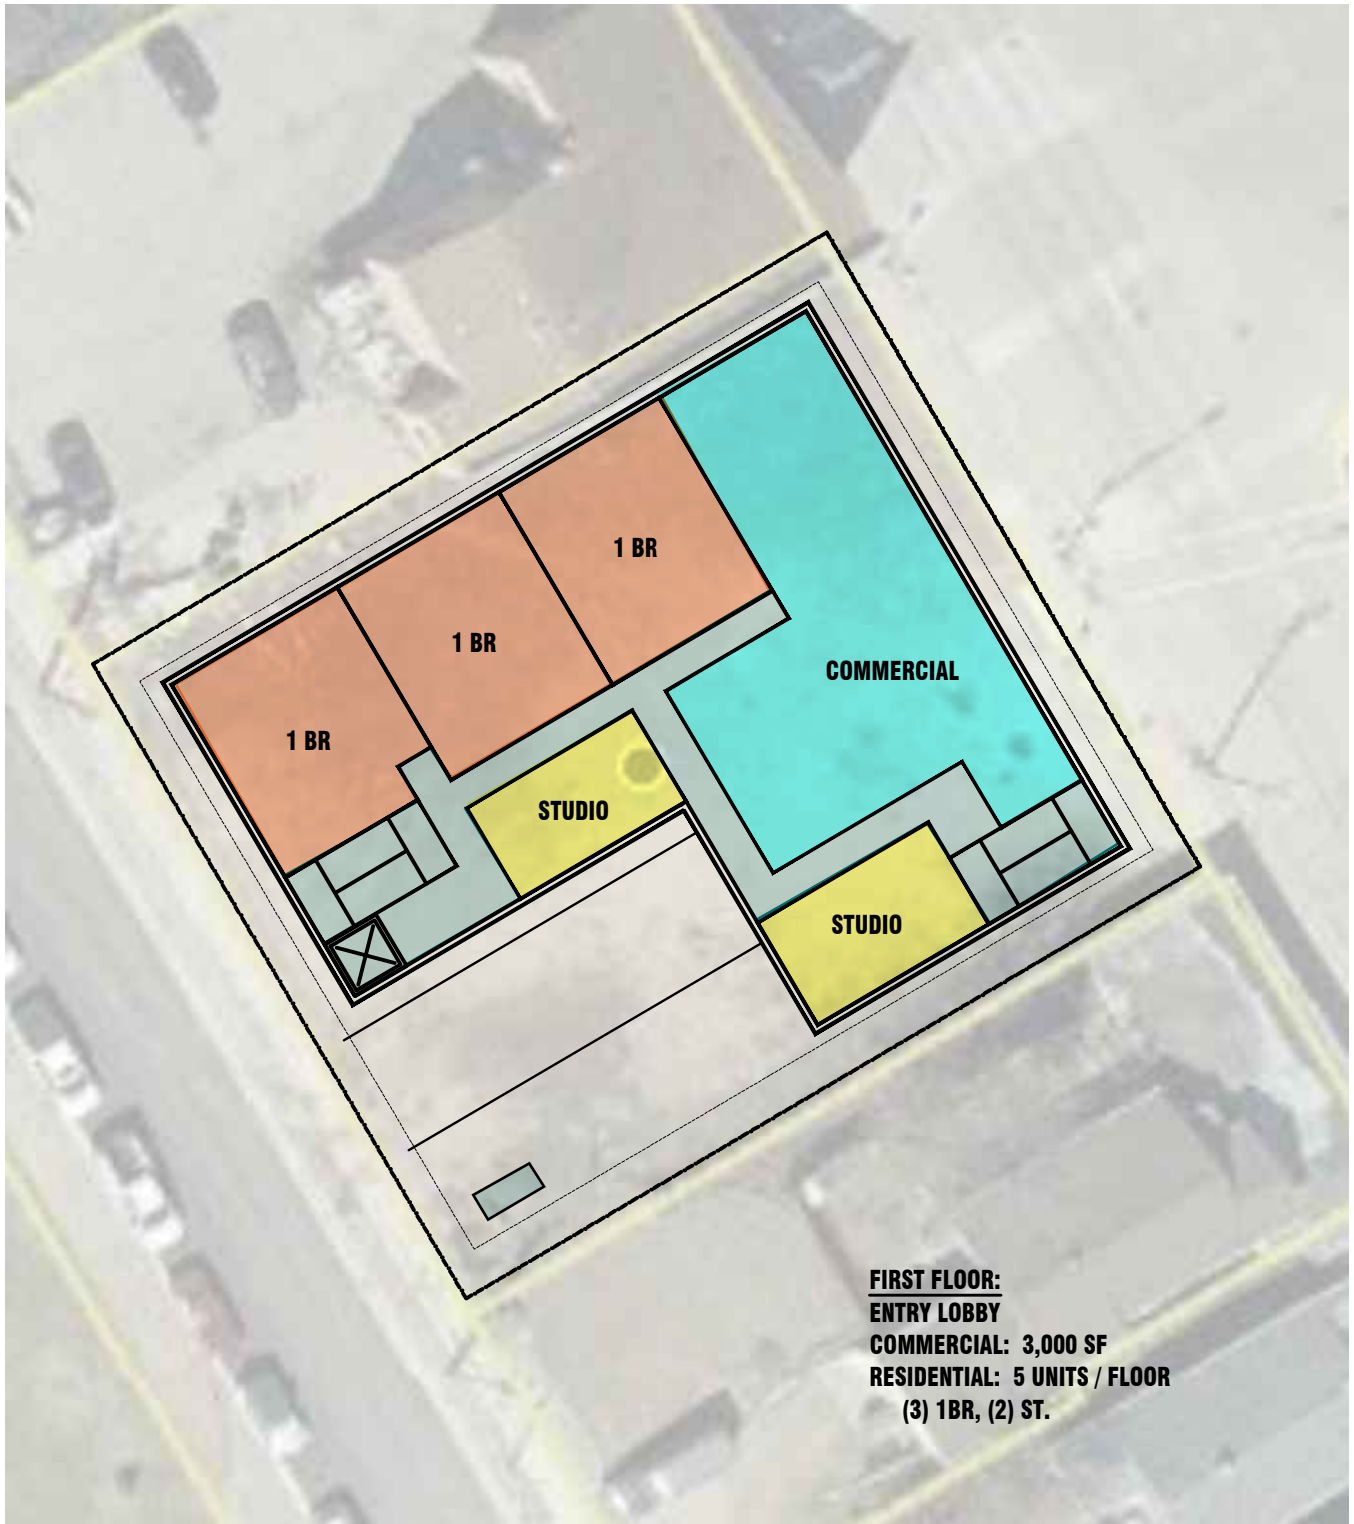 1 BR
1 BR
COMMERCIAL
1 BR
STUDIO
STUDIO
FIRST FLOOR:
ENTRY LOBBY
COMMERCIAL: 3,000 SF
RESIDENTIAL: 5 UNITS / FLOOR
(3) 1BR, (2) ST.